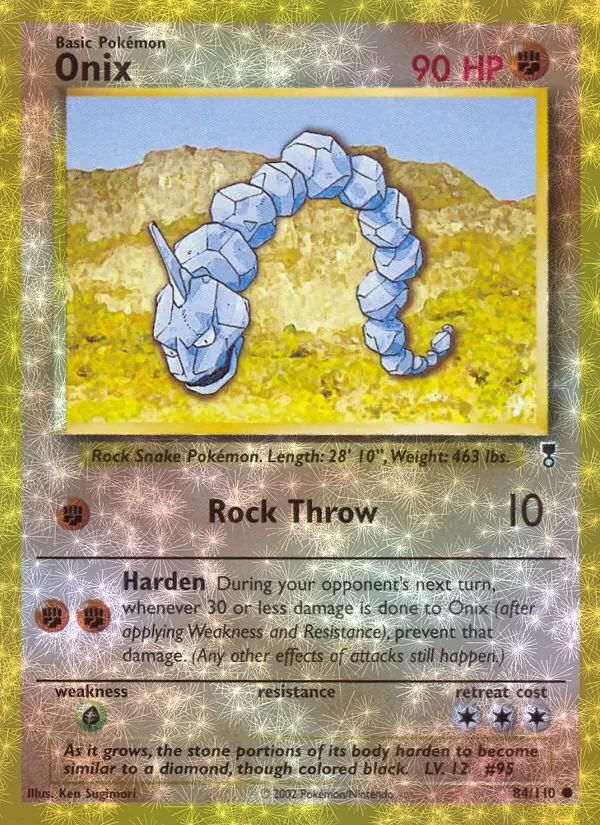 Basic Pokémon
Onix
90 HP
Rock Snake Pokémon. Length: 28' 10", Weight: 463 lbs.
Rock Throw 10
Harden During your opponent's next turn,
whenever 30 or less damage is done to Onix (after
applying Weakness and Resistance), prevent that
damage. (Any other effects of attacks still happen.)
weakness resistance retreat cost
As it grows, the stone portions of its body harden to become
similar to a diamond, though colored black. LV. 12 #95
Illus. Ken Sugimori © 2002 Pokémon/Nintendo 84/110